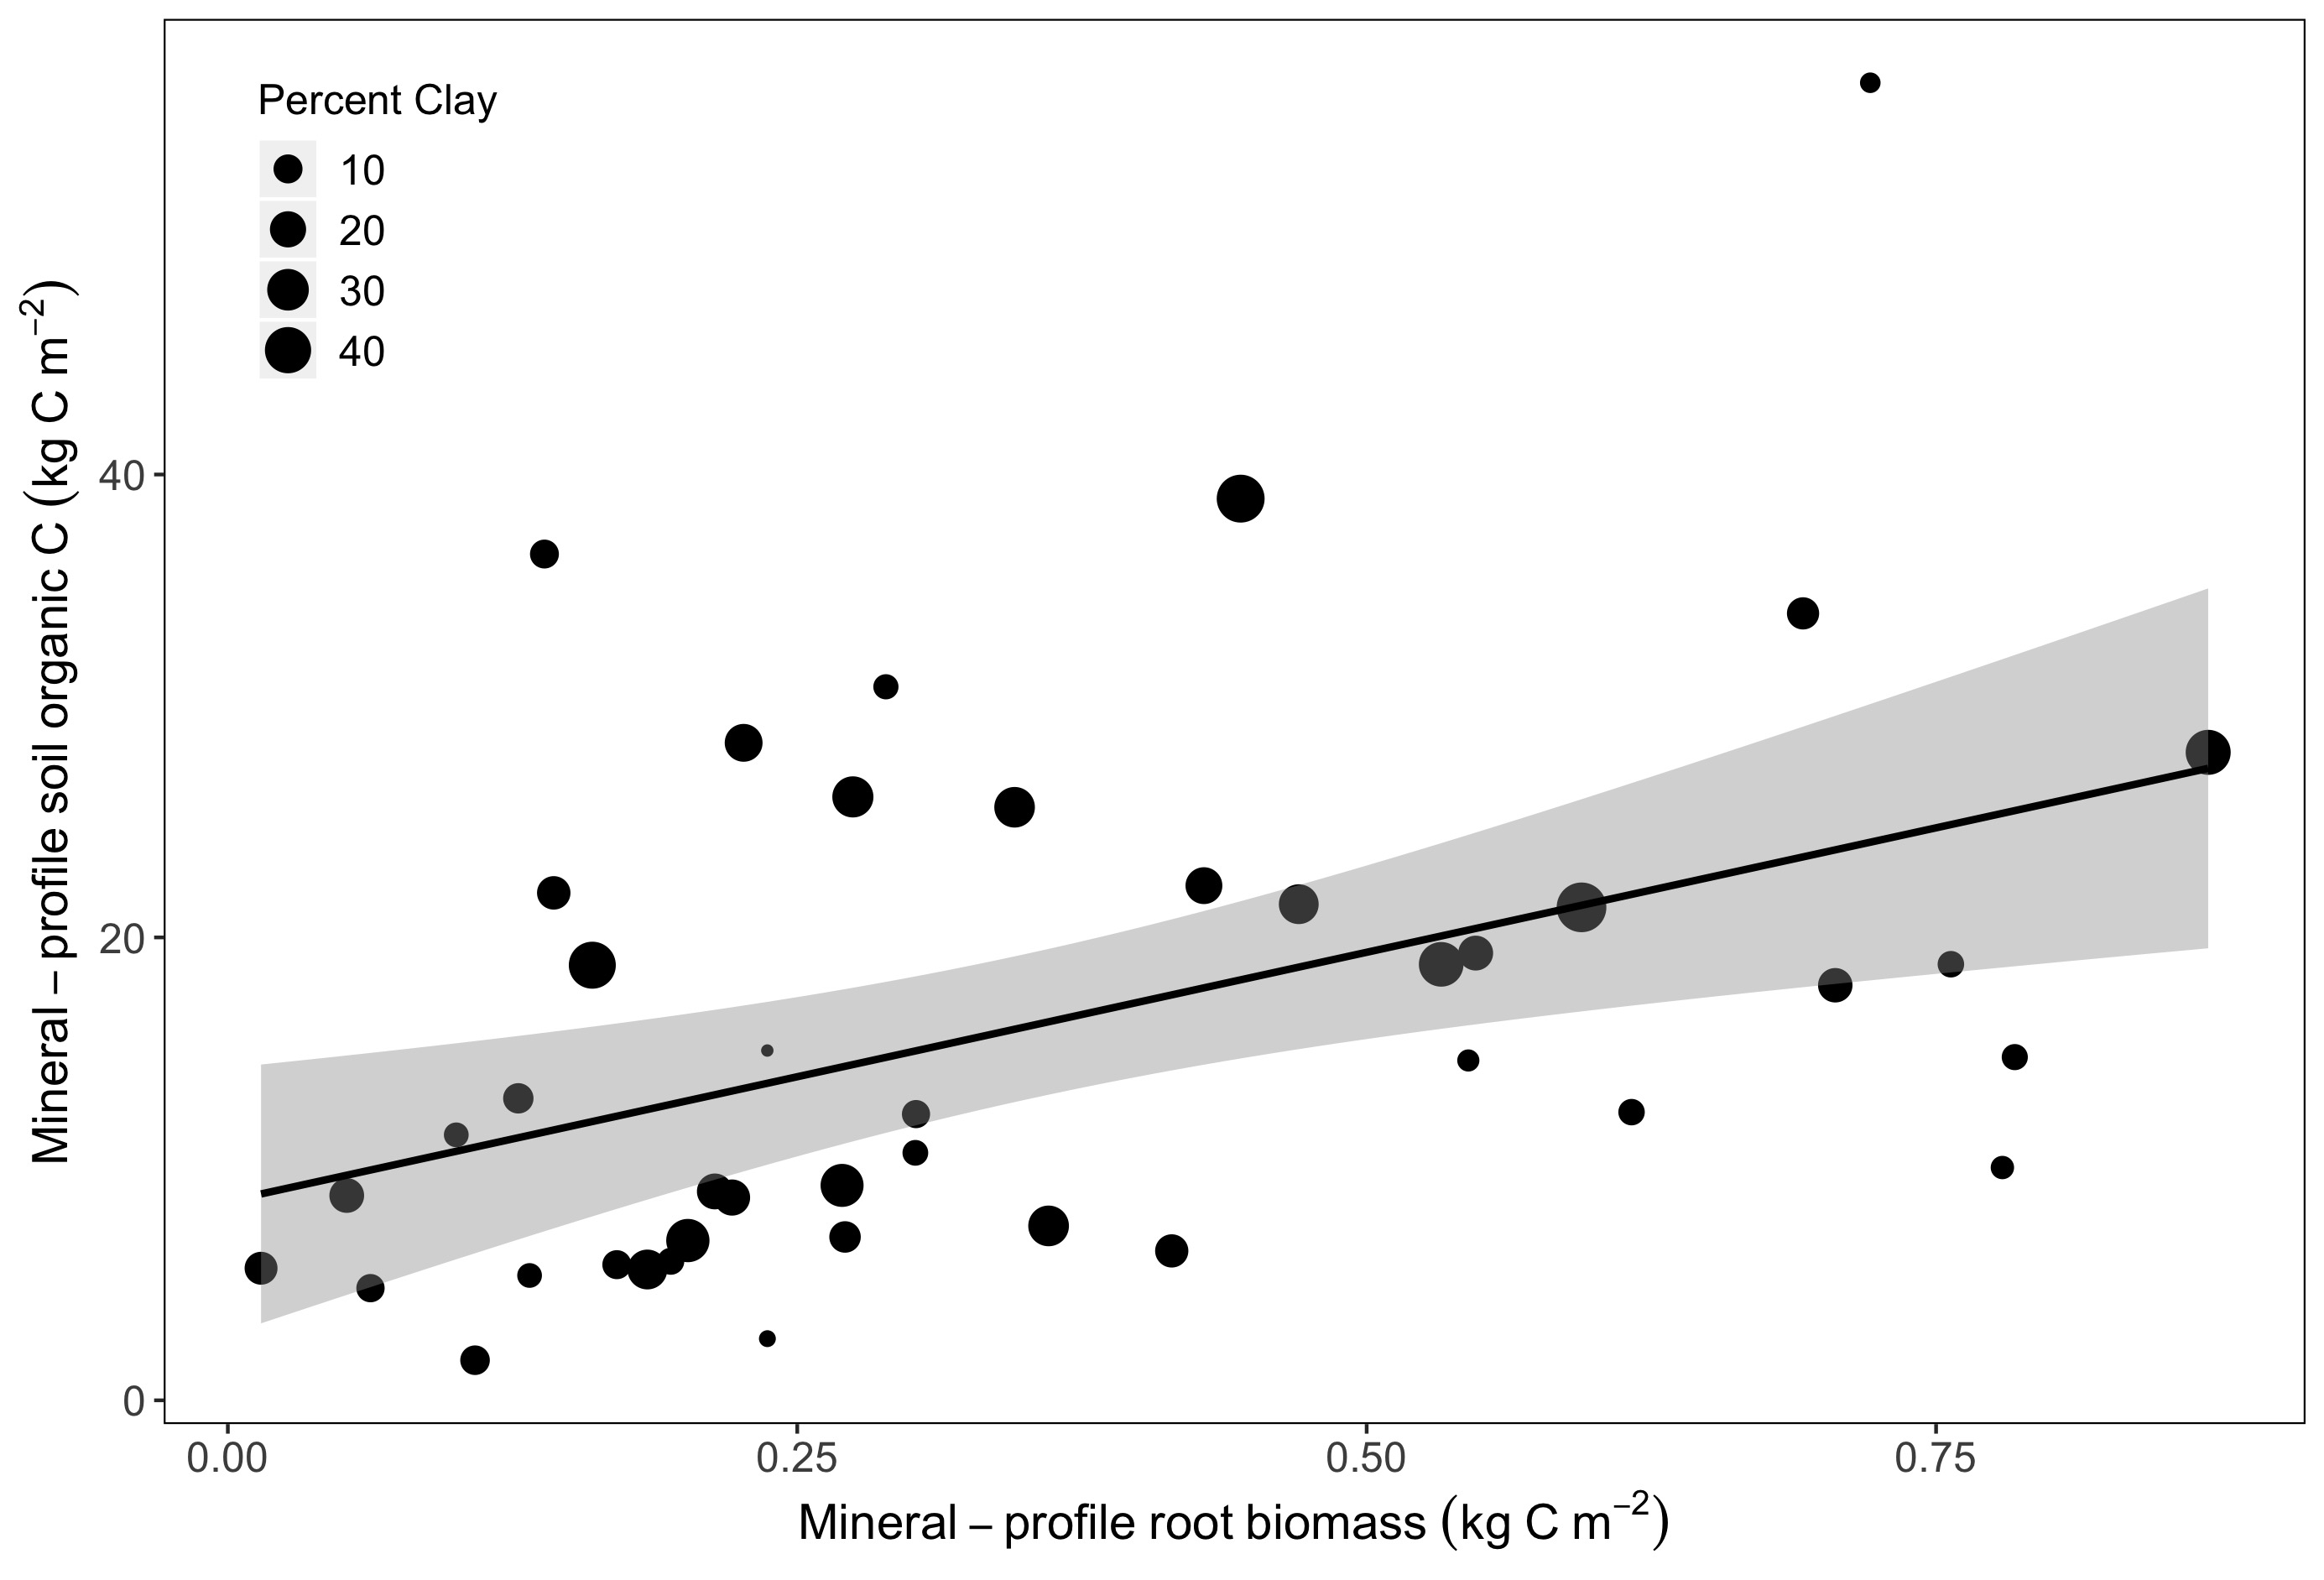 Percent Clay
10
20
30
40
Mineral – profile soil organic C (kg C m⁻²)
40
20
0
0.00 0.25 0.50 0.75
Mineral – profile root biomass (kg C m⁻²)